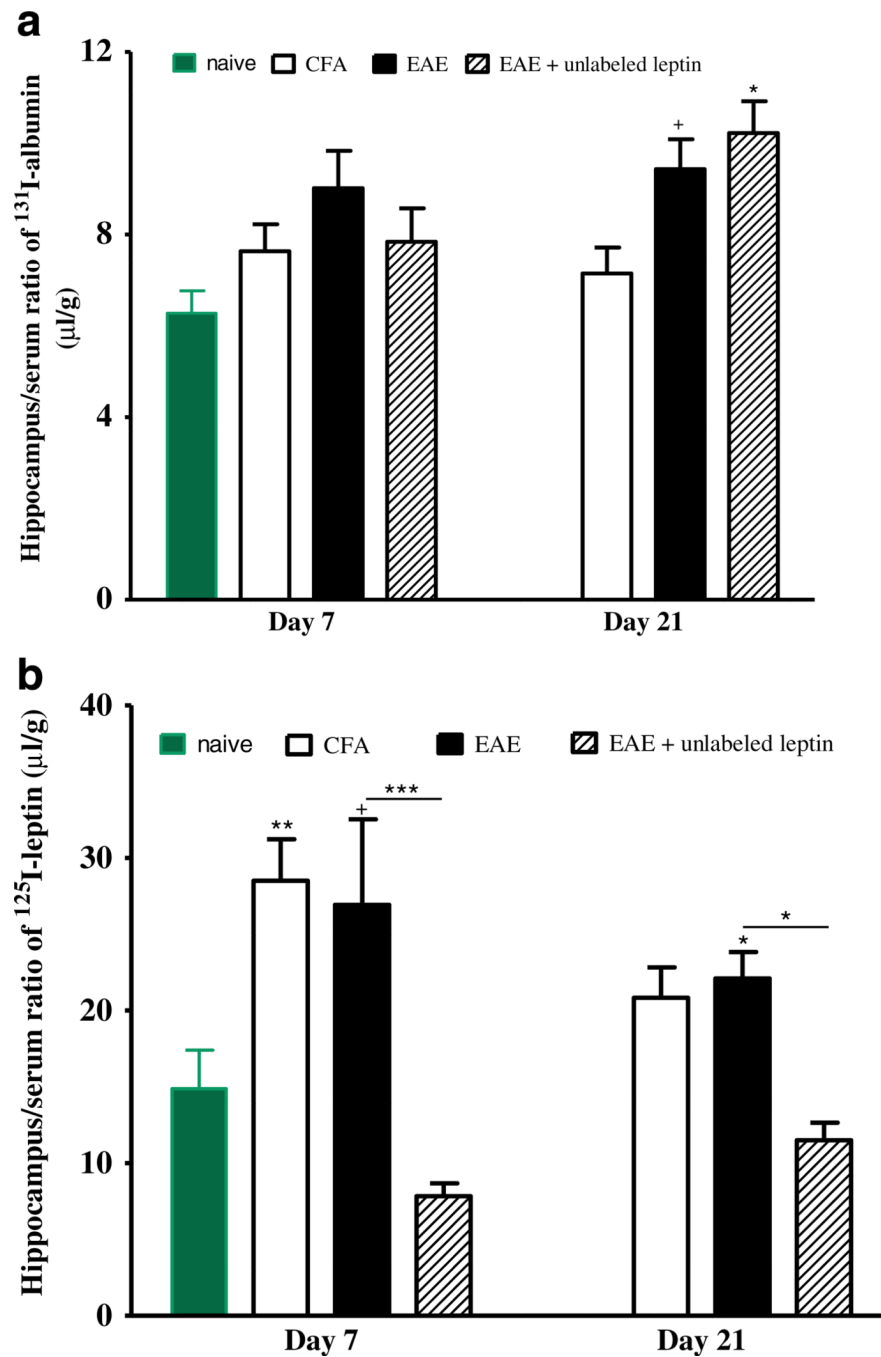 a
12
naive CFA EAE EAE + unlabeled leptin
*
+
8
4
0
Hippocampus/serum ratio of ¹³¹I-albumin
(μl/g)
Day 7 Day 21
b
40
naive CFA EAE EAE + unlabeled leptin
***
+
**
30
*
*
20
10
0
Hippocampus/serum ratio of ¹²⁵I-leptin (μl/g)
Day 7 Day 21